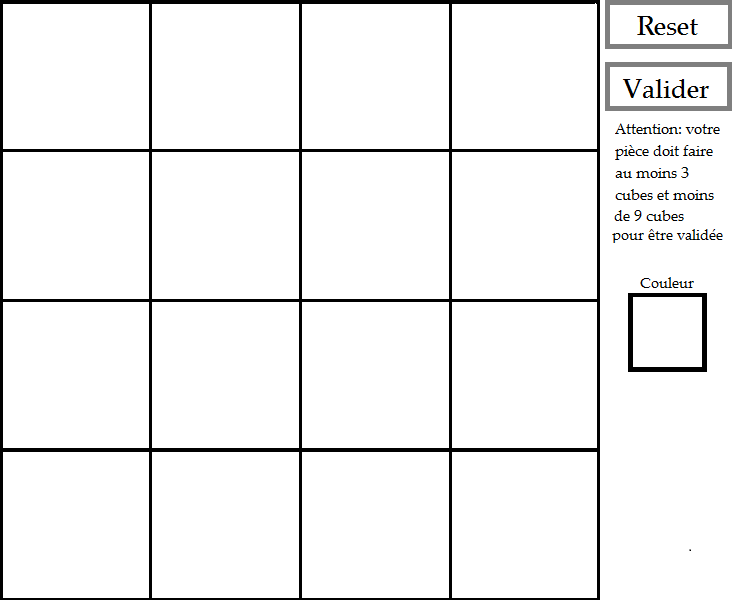 Reset
Valider
Attention: votre
pièce doit faire
au moins 3
cubes et moins
de 9 cubes
pour être validée
Couleur
.